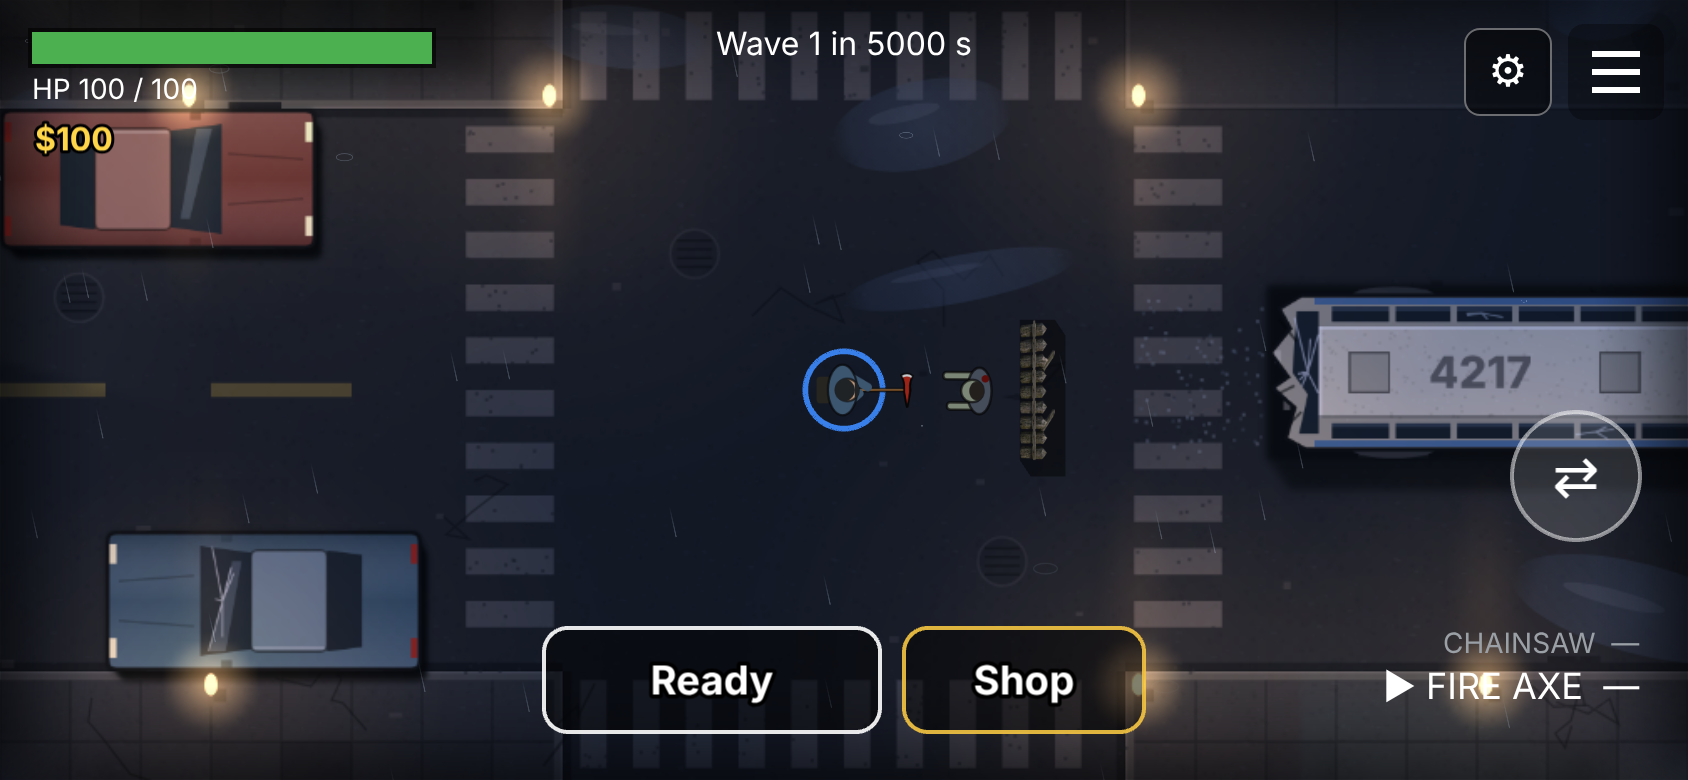 Wave 1 in 5000 s
HP 100 / 100
$100
4217
CHAINSAW —
▶ FIRE AXE —
Ready
Shop